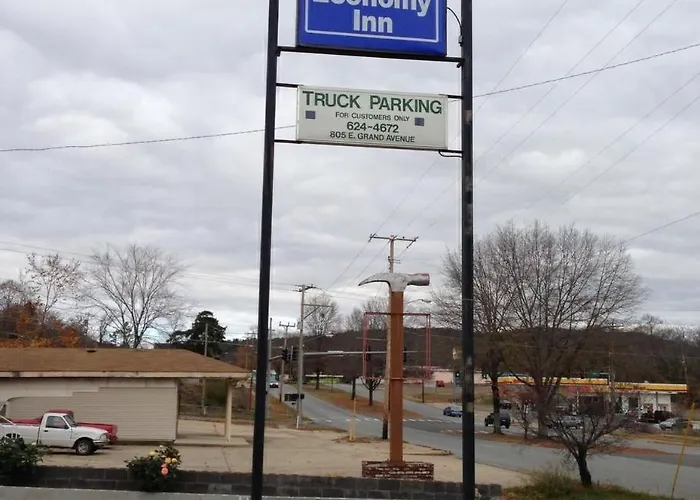 Economy
Inn
TRUCK PARKING
FOR CUSTOMERS ONLY
624-4672
805 E. GRAND AVENUE